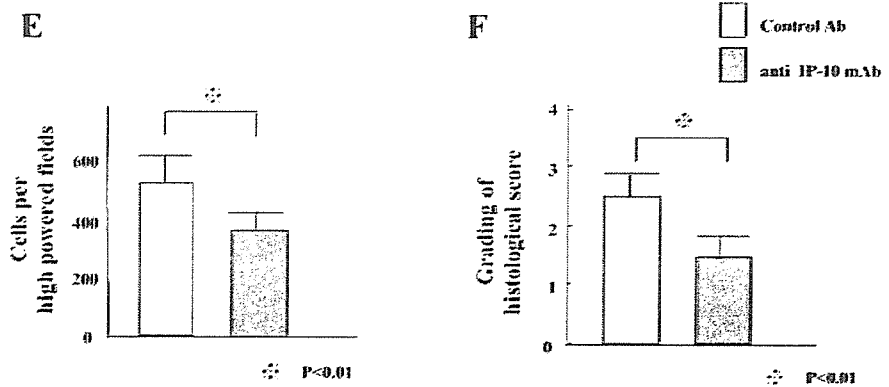 E
Cells per
high powered fields
600
400
200
0
P<0.01
F
Control Ab
anti IP-10 mAb
Grading of
histological score
4
3
2
1
0
P<0.01